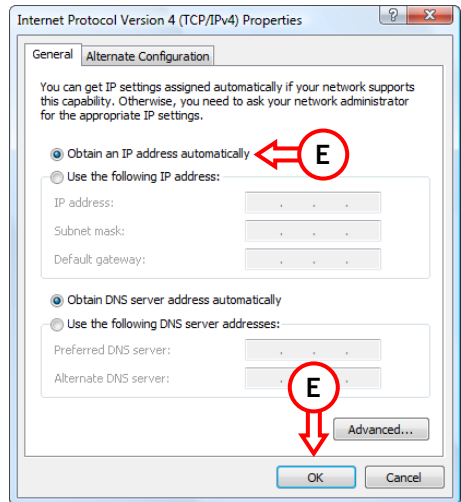 Internet Protocol Version 4 (TCP/IPv4) Properties
General
Alternate Configuration
You can get IP settings assigned automatically if your network supports
this capability. Otherwise, you need to ask your network administrator
for the appropriate IP settings.
Obtain an IP address automatically
E
Use the following IP address:
IP address:
Subnet mask:
Default gateway:
Obtain DNS server address automatically
Use the following DNS server addresses:
Preferred DNS server:
Alternate DNS server:
E
Advanced...
OK
Cancel